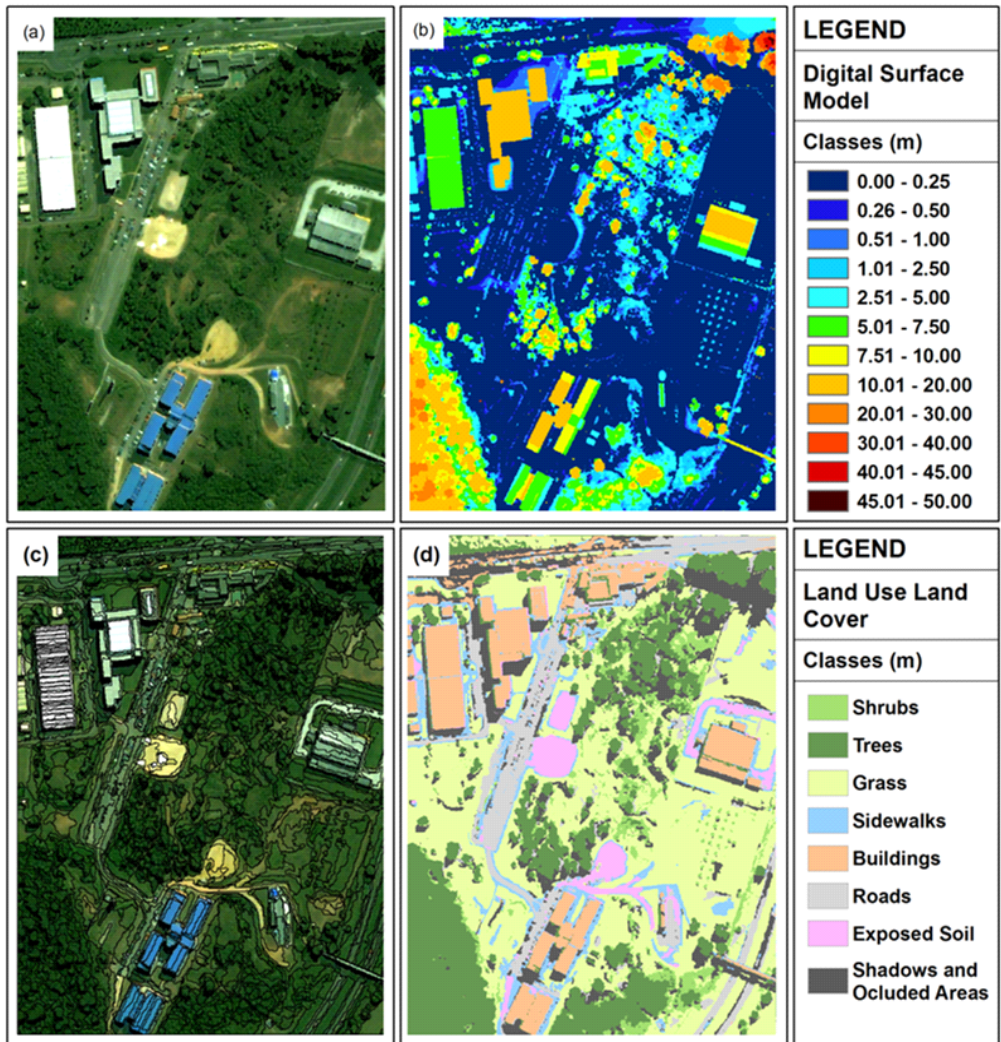 (a)
(b)
LEGEND
Digital Surface
Model
Classes (m)
0.00 - 0.25
0.26 - 0.50
0.51 - 1.00
1.01 - 2.50
2.51 - 5.00
5.01 - 7.50
7.51 - 10.00
10.01 - 20.00
20.01 - 30.00
30.01 - 40.00
40.01 - 45.00
45.01 - 50.00
(c)
(d)
LEGEND
Land Use Land
Cover
Classes (m)
Shrubs
Trees
Grass
Sidewalks
Buildings
Roads
Exposed Soil
Shadows and
Ocluded Areas